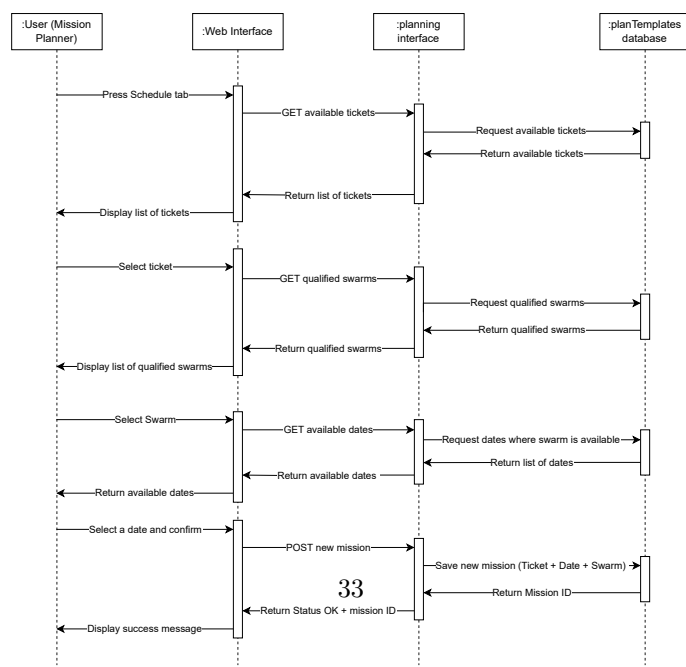 :User (Mission
Planner)
:Web Interface
:planning
interface
:planTemplates
database
Press Schedule tab
GET available tickets
Request available tickets
Return available tickets
Return list of tickets
Display list of tickets
Select ticket
GET qualified swarms
Request qualified swarms
Return qualified swarms
Return qualified swarms
Display list of qualified swarms
Select Swarm
GET available dates
Request dates where swarm is available
Return list of dates
Return available dates
Return available dates
Select a date and confirm
POST new mission
Save new mission (Ticket + Date + Swarm)
33
Return Mission ID
Return Status OK + mission ID
Display success message